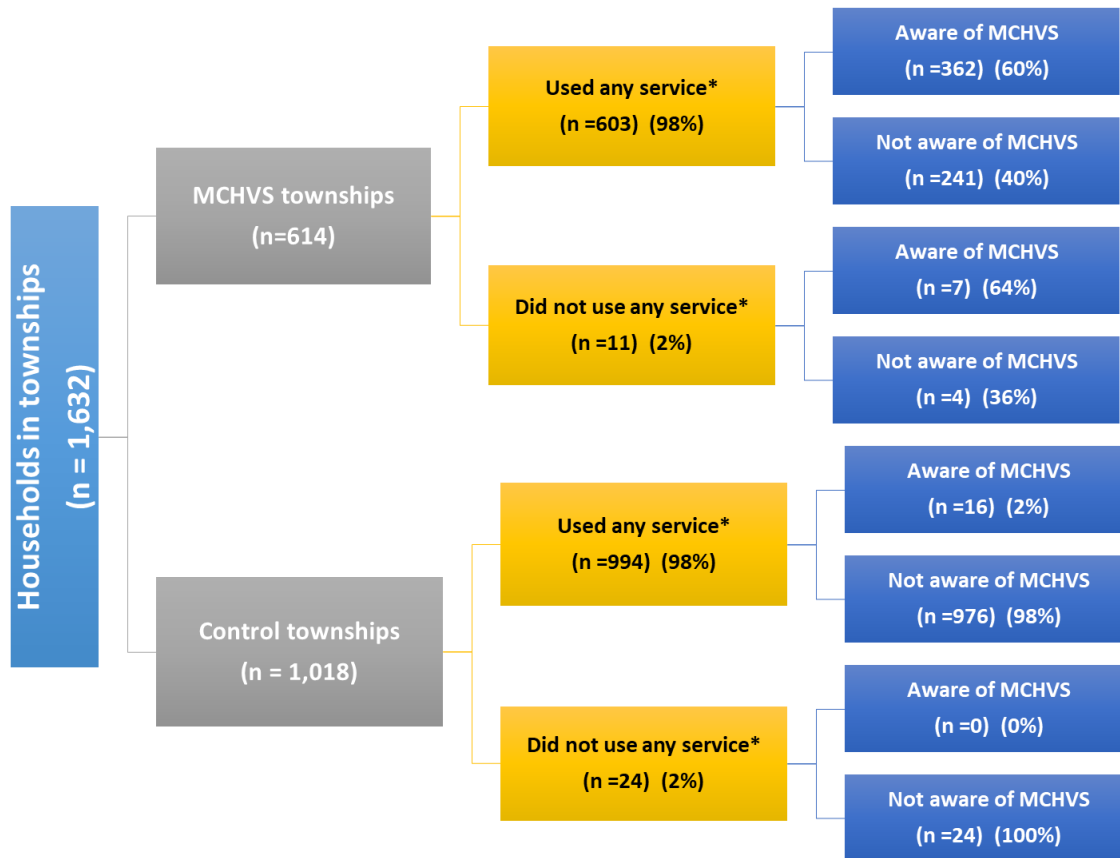 Households in townships
(n = 1,632)
MCHVS townships
(n=614)
Used any service*
(n =603) (98%)
Aware of MCHVS
(n =362) (60%)
Not aware of MCHVS
(n =241) (40%)
Did not use any service*
(n =11) (2%)
Aware of MCHVS
(n =7) (64%)
Not aware of MCHVS
(n =4) (36%)
Control townships
(n = 1,018)
Used any service*
(n =994) (98%)
Aware of MCHVS
(n =16) (2%)
Not aware of MCHVS
(n =976) (98%)
Did not use any service*
(n =24) (2%)
Aware of MCHVS
(n =0) (0%)
Not aware of MCHVS
(n =24) (100%)